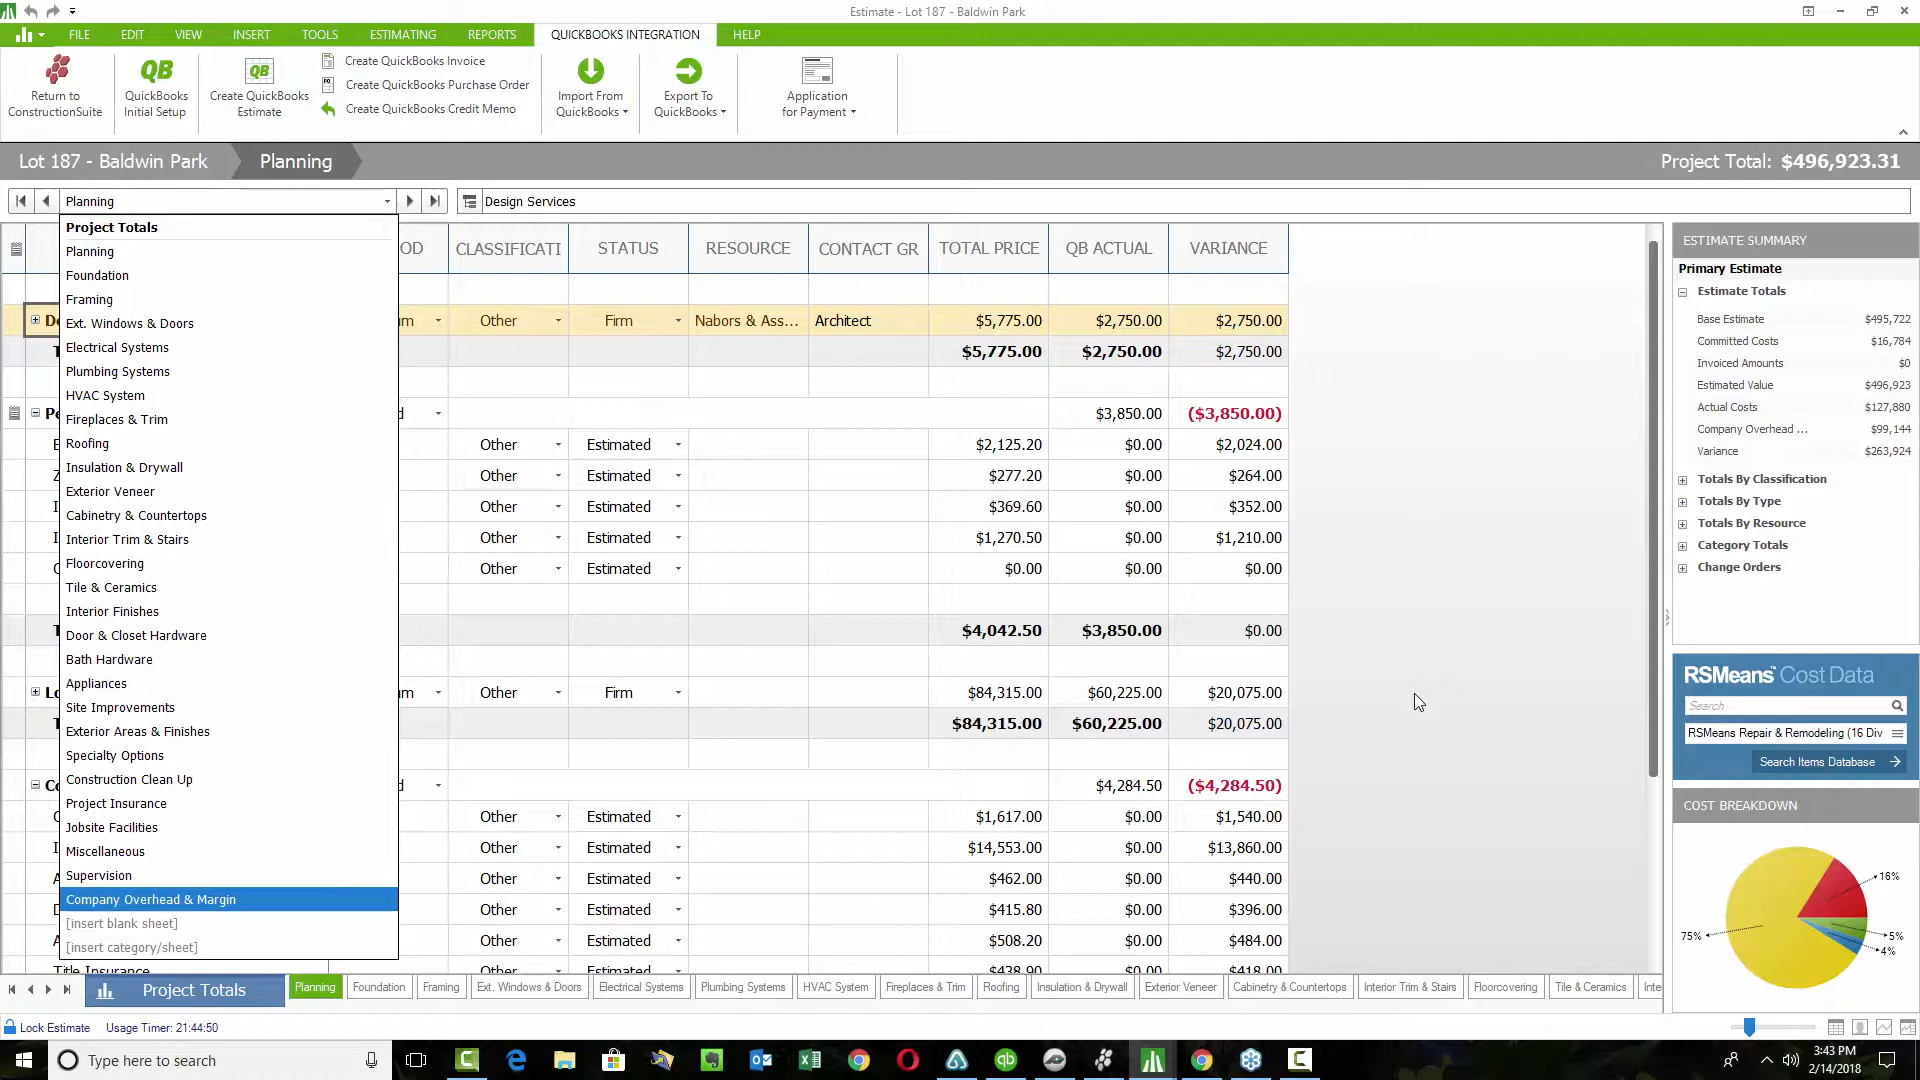 Estimate - Lot 187 - Baldwin Park
FILE EDIT VIEW INSERT TOOLS ESTIMATING REPORTS QUICKBOOKS INTEGRATION HELP
Return to ConstructionSuite
QB QuickBooks Initial Setup
QB Create QuickBooks Estimate
Create QuickBooks Invoice
Create QuickBooks Purchase Order
Create QuickBooks Credit Memo
Import From QuickBooks
Export To QuickBooks
Application for Payment
Lot 187 - Baldwin Park Planning Project Total: $496,923.31
Planning Design Services
Project Totals
Planning
Foundation
Framing
Ext. Windows & Doors
Electrical Systems
Plumbing Systems
HVAC System
Fireplaces & Trim
Roofing
Insulation & Drywall
Exterior Veneer
Cabinetry & Countertops
Interior Trim & Stairs
Floorcovering
Tile & Ceramics
Interior Finishes
Door & Closet Hardware
Bath Hardware
Appliances
Site Improvements
Exterior Areas & Finishes
Specialty Options
Construction Clean Up
Project Insurance
Jobsite Facilities
Miscellaneous
Supervision
Company Overhead & Margin
[insert blank sheet]
[insert category/sheet]
Title Insurance
OD CLASSIFICATI STATUS RESOURCE CONTACT GR TOTAL PRICE QB ACTUAL VARIANCE
um Other Firm Nabors & Ass... Architect $5,775.00 $2,750.00 $2,750.00
$5,775.00 $2,750.00 $2,750.00
d $3,850.00 ($3,850.00)
Other Estimated $2,125.20 $0.00 $2,024.00
Other Estimated $277.20 $0.00 $264.00
Other Estimated $369.60 $0.00 $352.00
Other Estimated $1,270.50 $0.00 $1,210.00
Other Estimated $0.00 $0.00 $0.00
$4,042.50 $3,850.00 $0.00
um Other Firm $84,315.00 $60,225.00 $20,075.00
$84,315.00 $60,225.00 $20,075.00
d $4,284.50 ($4,284.50)
Other Estimated $1,617.00 $0.00 $1,540.00
Other Estimated $14,553.00 $0.00 $13,860.00
Other Estimated $462.00 $0.00 $440.00
Other Estimated $415.80 $0.00 $396.00
Other Estimated $508.20 $0.00 $484.00
Other Estimated $438.90 $0.00 $418.00
ESTIMATE SUMMARY
Primary Estimate
Estimate Totals
Base Estimate $495,722
Committed Costs $16,784
Invoiced Amounts $0
Estimated Value $496,923
Actual Costs $127,880
Company Overhead ... $99,144
Variance $263,924
Totals By Classification
Totals By Type
Totals By Resource
Category Totals
Change Orders
RSMeans™ Cost Data
Search
RSMeans Repair & Remodeling (16 Div
Search Items Database
COST BREAKDOWN
16%
75%
5%
4%
Project Totals Planning Foundation Framing Ext. Windows & Doors Electrical Systems Plumbing Systems HVAC System Fireplaces & Trim Roofing Insulation & Drywall Exterior Veneer Cabinetry & Countertops Interior Trim & Stairs Floorcovering Tile & Ceramics Inte
Lock Estimate Usage Timer: 21:44:50
Type here to search
3:43 PM
2/14/2018